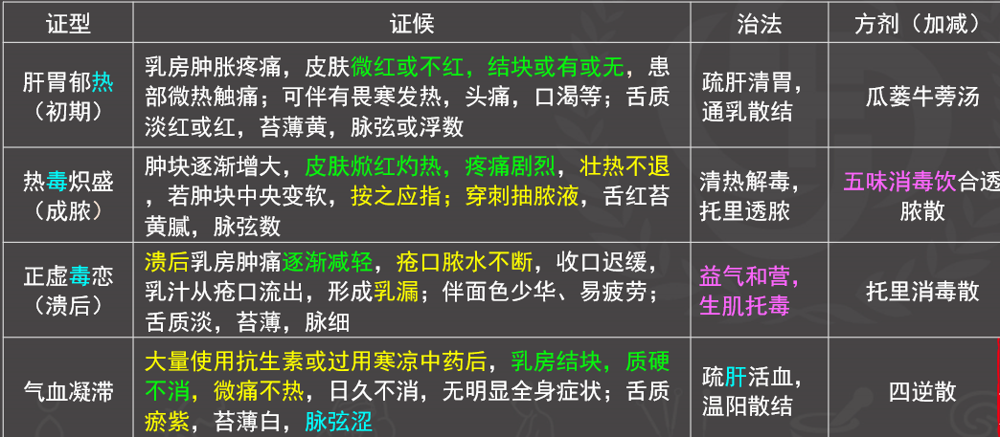 证型 证候 治法 方剂（加减）
肝胆郁热
（初期）
乳房肿胀疼痛，皮肤微红或不红，结块或有或无，患
部微热触痛；可伴有畏寒发热，头痛，口渴等；舌质
淡红或红，苔薄黄，脉弦或浮数
疏肝清胃，
通乳散结
瓜蒌牛蒡汤
热毒炽盛
（成脓）
肿块逐渐增大，皮肤焮红灼热，疼痛剧烈，壮热不退
，若肿块中央变软，按之应指；穿刺抽脓液，舌红苔
黄腻，脉弦数
清热解毒，
托里透脓
五味消毒饮合透
脓散
正虚毒恋
（溃后）
溃后乳房肿痛逐渐减轻，疮口脓水不断，收口迟缓，
乳汁从疮口流出，形成乳漏；伴面色少华、易疲劳；
舌质淡，苔薄，脉细
益气和营，
生肌托毒
托里消毒散
气血凝滞
大量使用抗生素或过用寒凉中药后，乳房结块，质硬
不消，微痛不热，日久不消，无明显全身症状；舌质
瘀紫，苔薄白，脉弦涩
疏肝活血，
温阳散结
四逆散